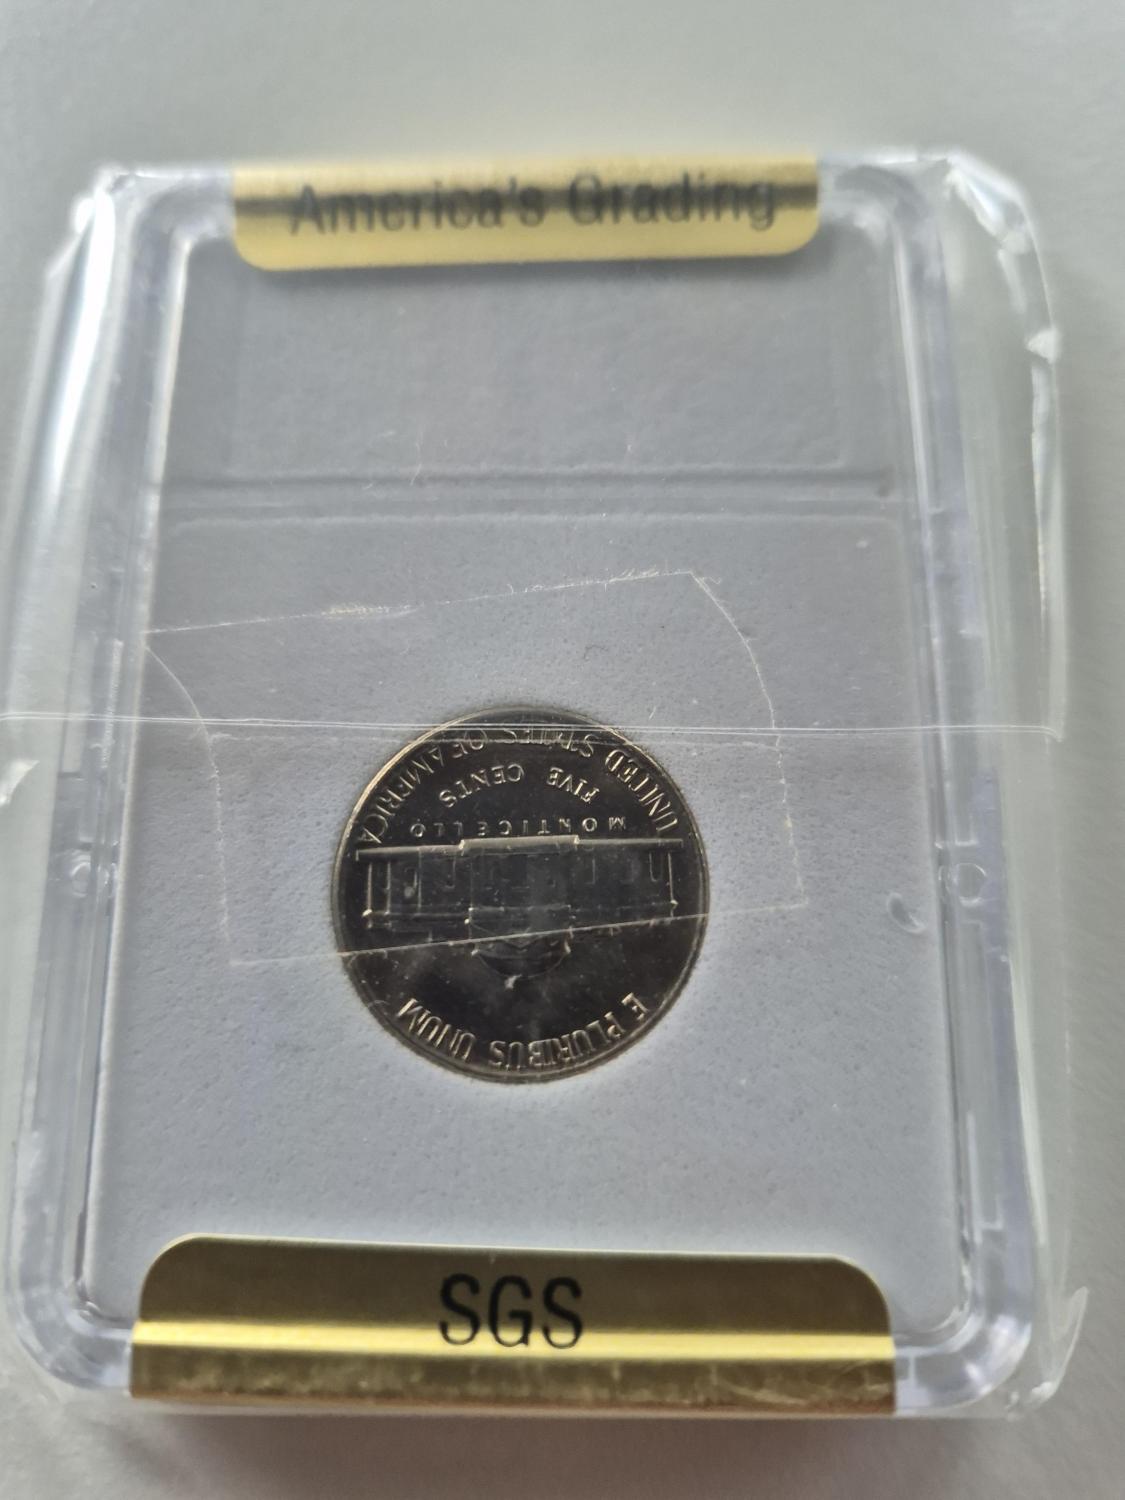 America's Grading
E PLURIBUS UNUM
MONTICELLO
FIVE CENTS
UNITED STATES OF AMERICA
SGS